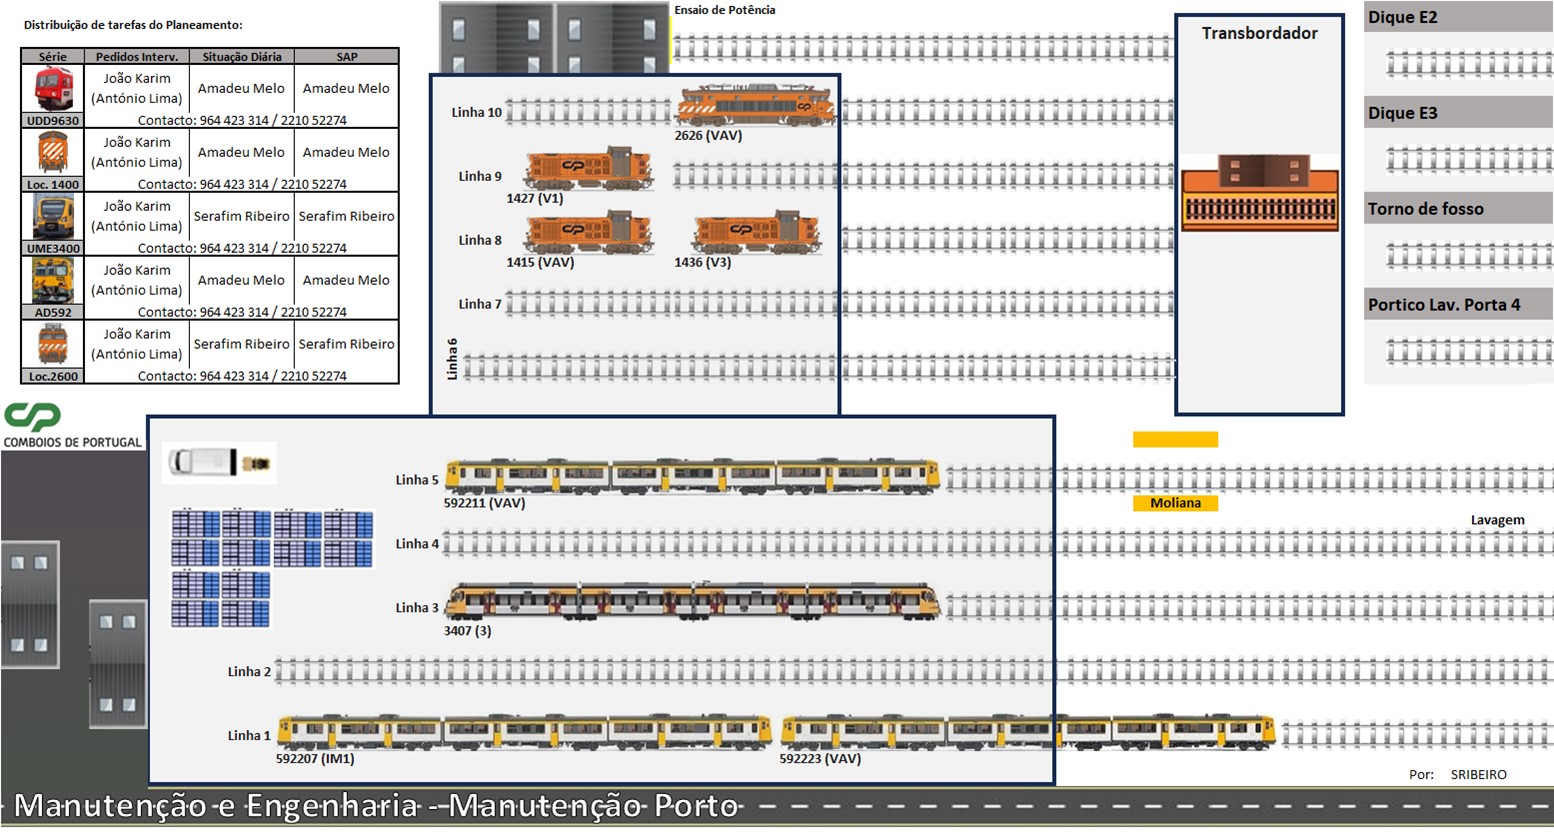 Distribuição de tarefas do Planeamento:
Série Pedidos Interv. Situação Diária SAP
João Karim
(António Lima) Amadeu Melo Amadeu Melo
UDD9630 Contacto: 964 423 314 / 2210 52274
João Karim
(António Lima) Amadeu Melo Amadeu Melo
Loc. 1400 Contacto: 964 423 314 / 2210 52274
João Karim
(António Lima) Serafim Ribeiro Serafim Ribeiro
UME3400 Contacto: 964 423 314 / 2210 52274
João Karim
(António Lima) Amadeu Melo Amadeu Melo
AD592 Contacto: 964 423 314 / 2210 52274
João Karim
(António Lima) Serafim Ribeiro Serafim Ribeiro
Loc.2600 Contacto: 964 423 314 / 2210 52274
CP
COMBOIOS DE PORTUGAL
Ensaio de Potência
Linha 10
2626 (VAV)
Linha 9
1427 (V1)
Linha 8
1415 (VAV) 1436 (V3)
Linha 7
Linha 6
Transbordador
Dique E2
Dique E3
Torno de fosso
Portico Lav. Porta 4
Linha 5
592211 (VAV)
Moliana
Lavagem
Linha 4
Linha 3
3407 (3)
Linha 2
Linha 1
592207 (IM1) 592223 (VAV)
Por: SRIBEIRO
Manutenção e Engenharia - Manutenção Porto